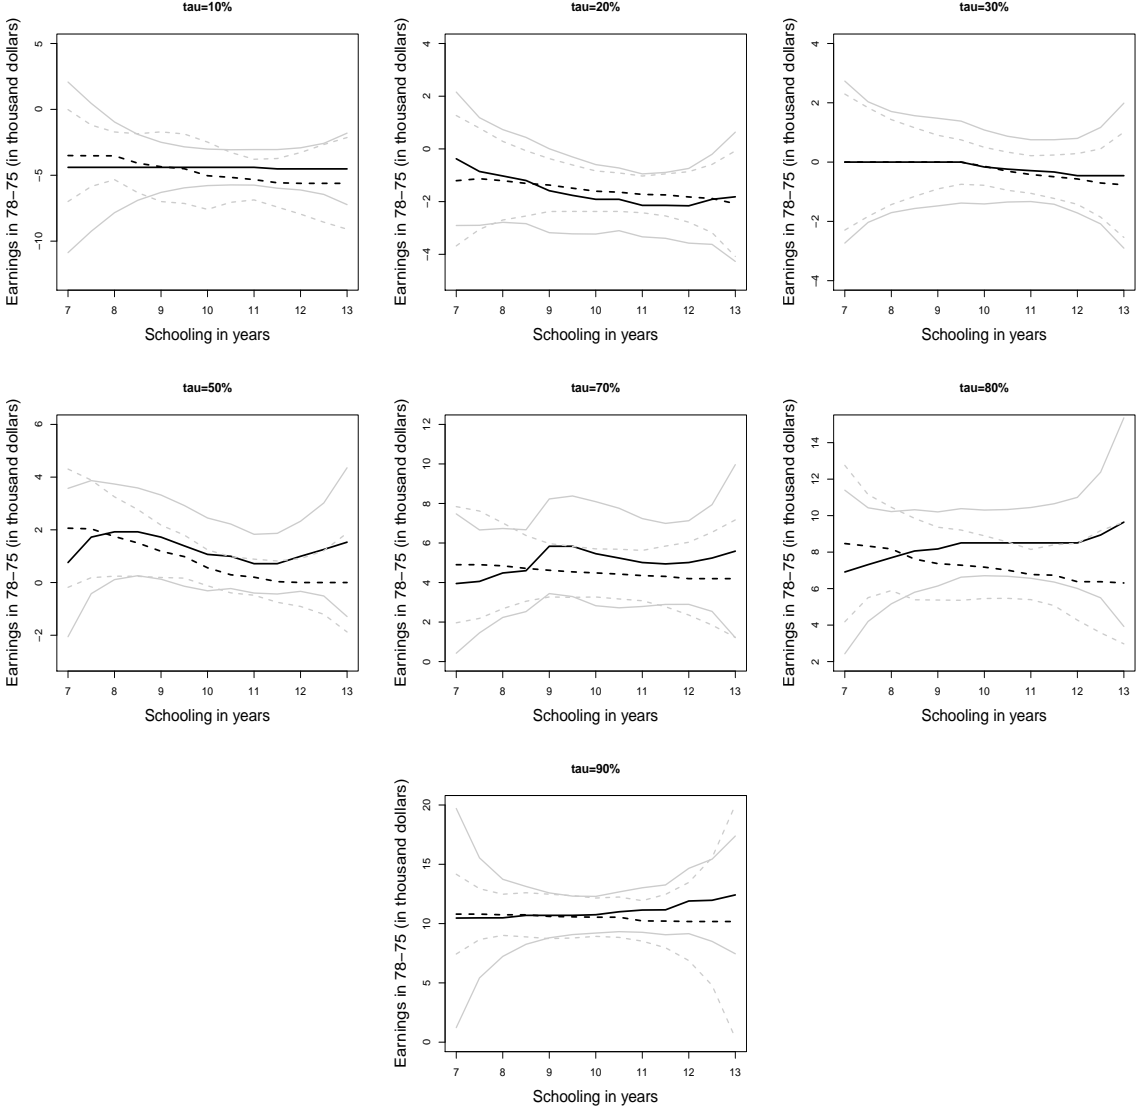 tau=10%
Earnings in 78−75 (in thousand dollars)
5
0
−5
−10
7 8 9 10 11 12 13
Schooling in years
tau=20%
Earnings in 78−75 (in thousand dollars)
4
2
0
−2
−4
7 8 9 10 11 12 13
Schooling in years
tau=30%
Earnings in 78−75 (in thousand dollars)
4
2
0
−2
−4
7 8 9 10 11 12 13
Schooling in years
tau=50%
Earnings in 78−75 (in thousand dollars)
6
4
2
0
−2
7 8 9 10 11 12 13
Schooling in years
tau=70%
Earnings in 78−75 (in thousand dollars)
12
10
8
6
4
2
0
7 8 9 10 11 12 13
Schooling in years
tau=80%
Earnings in 78−75 (in thousand dollars)
14
12
10
8
6
4
2
7 8 9 10 11 12 13
Schooling in years
tau=90%
Earnings in 78−75 (in thousand dollars)
20
15
10
5
0
7 8 9 10 11 12 13
Schooling in years